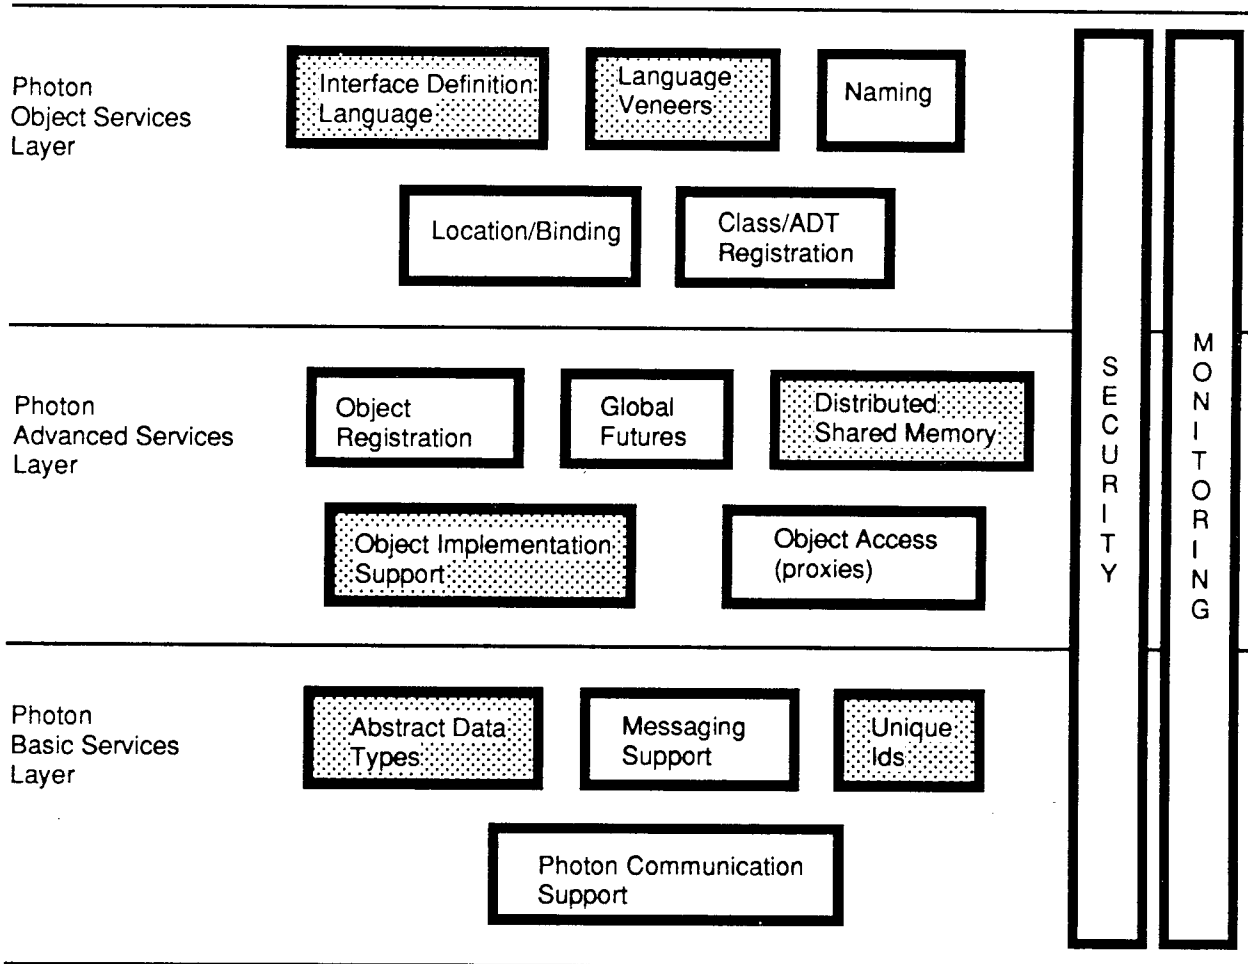 Photon
Object Services
Layer
Interface Definition
Language
Language
Veneers
Naming
Location/Binding
Class/ADT
Registration
Photon
Advanced Services
Layer
Object
Registration
Global
Futures
Distributed
Shared Memory
Object Implementation
Support
Object Access
(proxies)
Photon
Basic Services
Layer
Abstract Data
Types
Messaging
Support
Unique
Ids
Photon Communication
Support
SECURITY
MONITORING